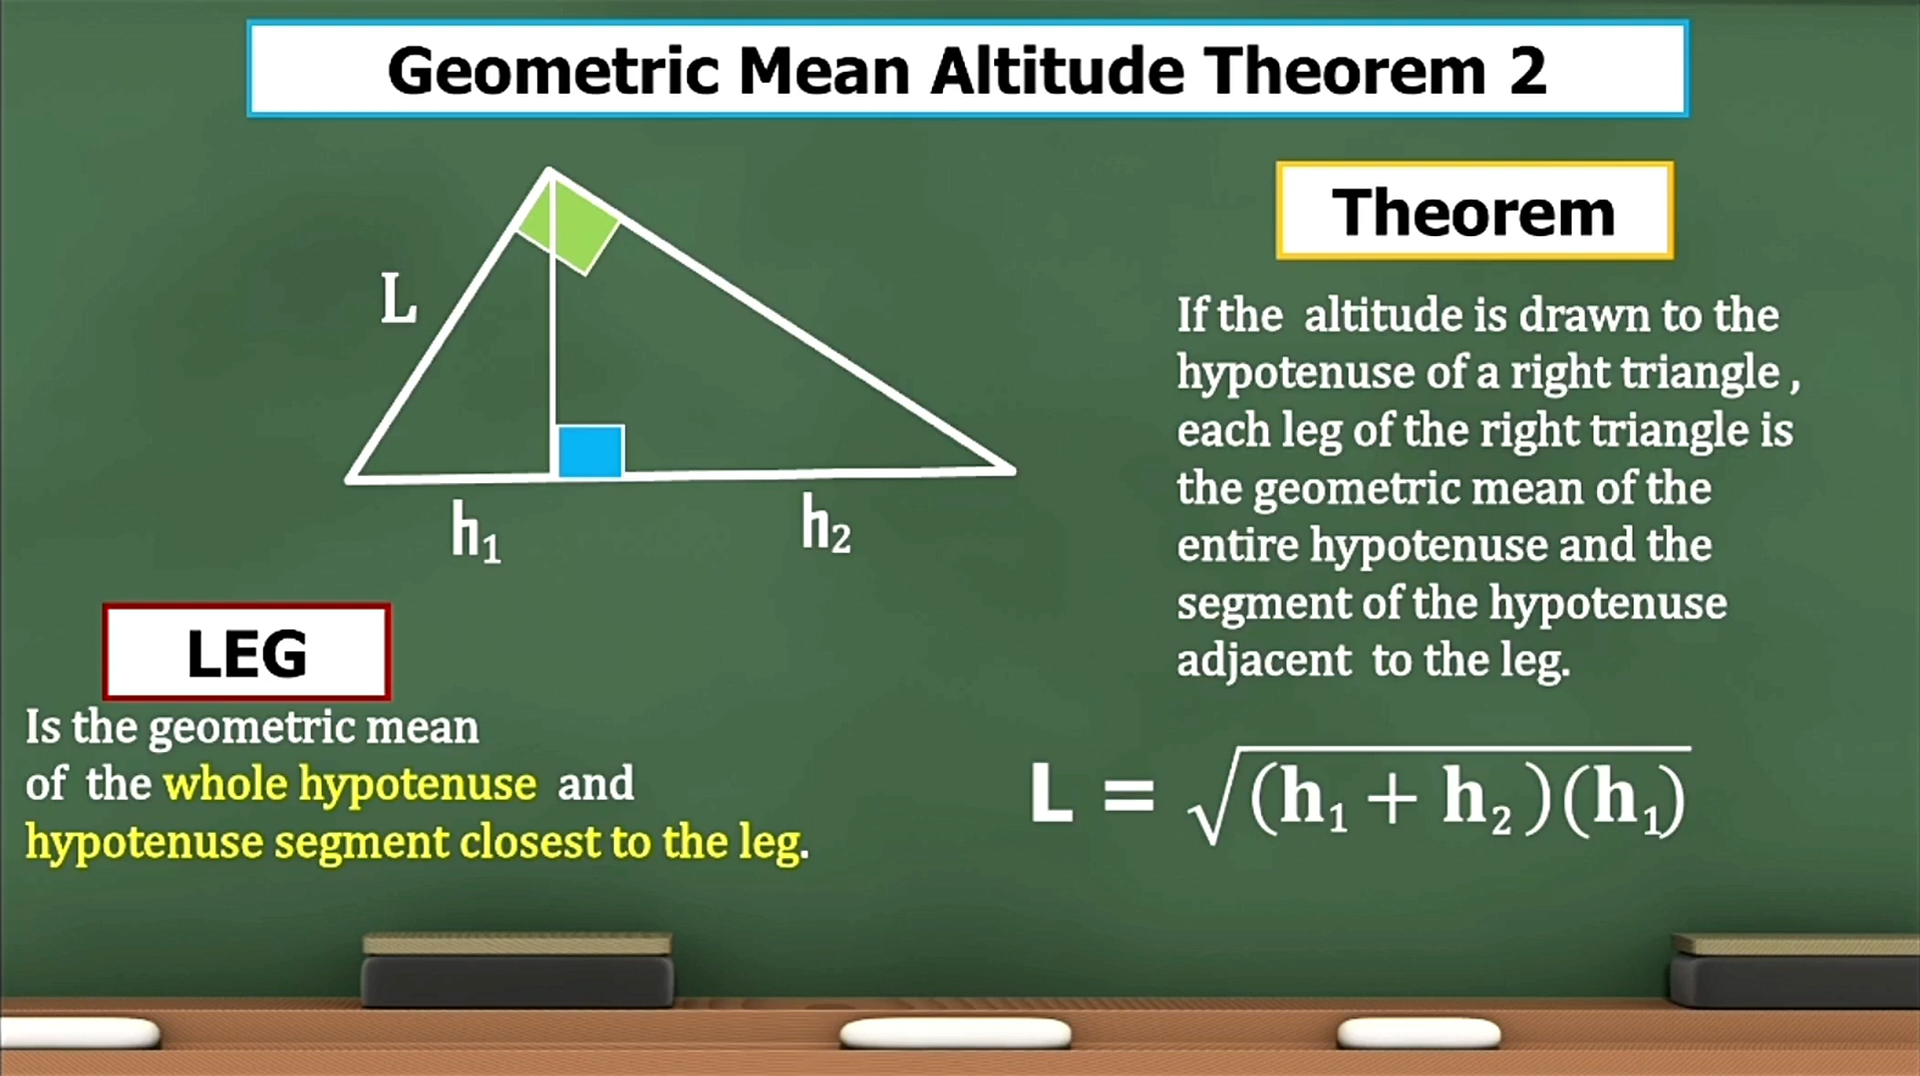 Geometric Mean Altitude Theorem 2
Theorem
L
h₁
h₂
If the altitude is drawn to the
hypotenuse of a right triangle ,
each leg of the right triangle is
the geometric mean of the
entire hypotenuse and the
segment of the hypotenuse
adjacent to the leg.
LEG
Is the geometric mean
of the whole hypotenuse and
hypotenuse segment closest to the leg.
L = √(h₁ + h₂)(h₁)